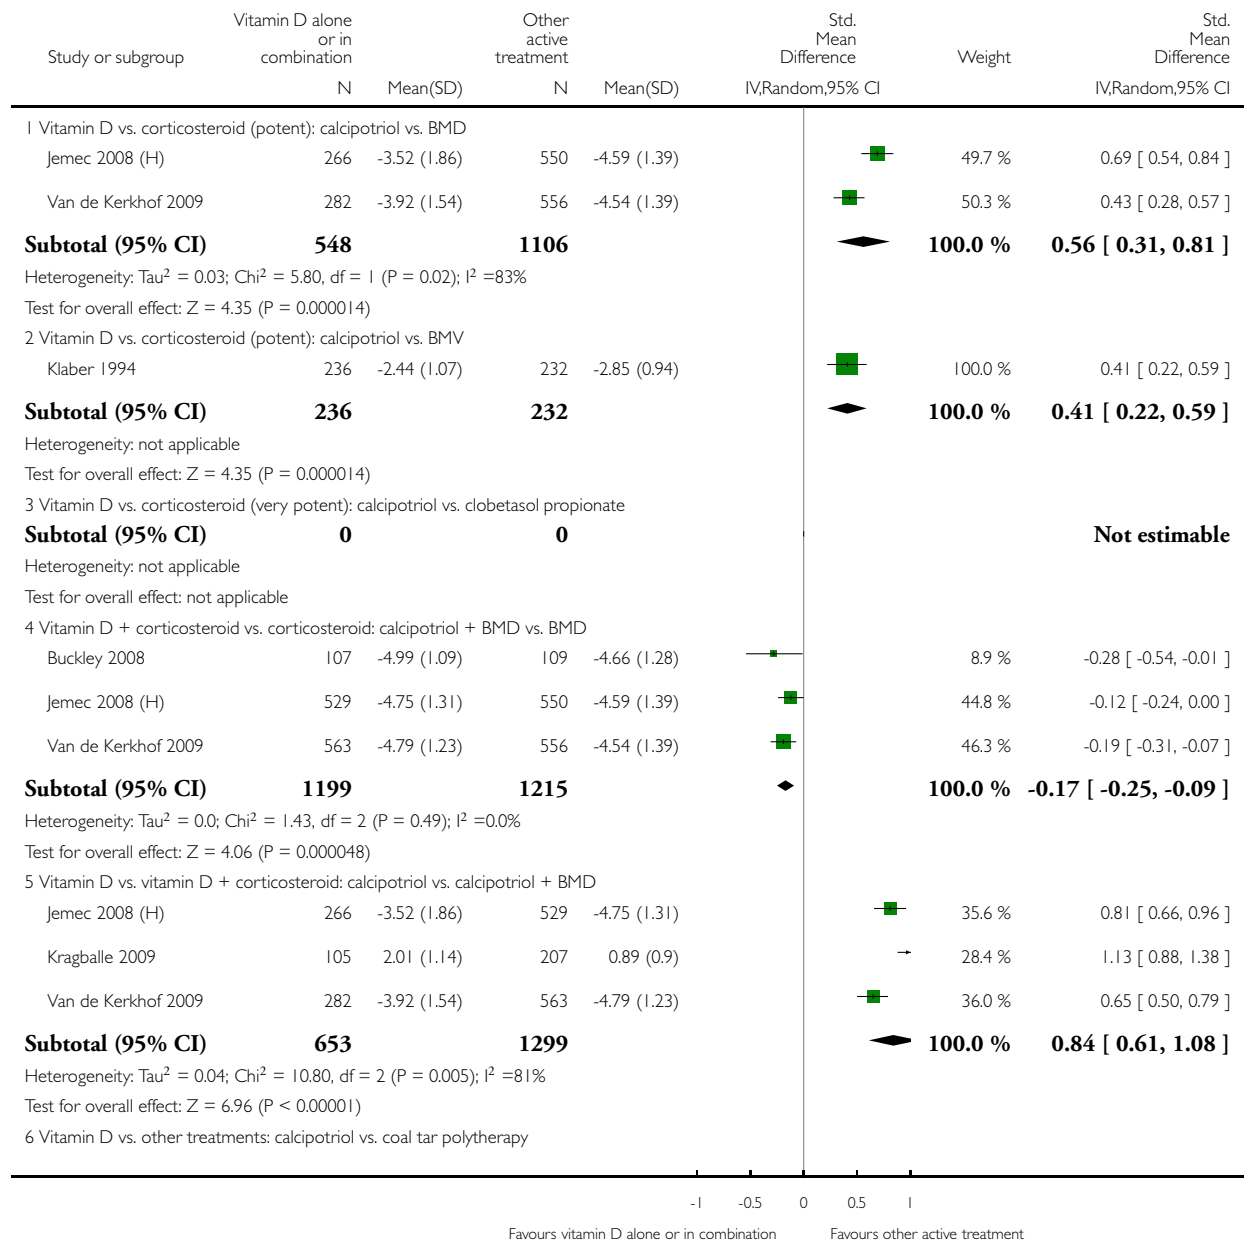 Vitamin D alone Other Std. Std.
or in active Mean Mean
Study or subgroup combination treatment Difference Weight Difference
N Mean(SD) N Mean(SD) IV,Random,95% CI IV,Random,95% CI
1 Vitamin D vs. corticosteroid (potent): calcipotriol vs. BMD
Jemec 2008 (H) 266 -3.52 (1.86) 550 -4.59 (1.39) 49.7 % 0.69 [ 0.54, 0.84 ]
Van de Kerkhof 2009 282 -3.92 (1.54) 556 -4.54 (1.39) 50.3 % 0.43 [ 0.28, 0.57 ]
Subtotal (95% CI) 548 1106 100.0 % 0.56 [ 0.31, 0.81 ]
Heterogeneity: Tau² = 0.03; Chi² = 5.80, df = 1 (P = 0.02); I² =83%
Test for overall effect: Z = 4.35 (P = 0.000014)
2 Vitamin D vs. corticosteroid (potent): calcipotriol vs. BMV
Klaber 1994 236 -2.44 (1.07) 232 -2.85 (0.94) 100.0 % 0.41 [ 0.22, 0.59 ]
Subtotal (95% CI) 236 232 100.0 % 0.41 [ 0.22, 0.59 ]
Heterogeneity: not applicable
Test for overall effect: Z = 4.35 (P = 0.000014)
3 Vitamin D vs. corticosteroid (very potent): calcipotriol vs. clobetasol propionate
Subtotal (95% CI) 0 0 Not estimable
Heterogeneity: not applicable
Test for overall effect: not applicable
4 Vitamin D + corticosteroid vs. corticosteroid: calcipotriol + BMD vs. BMD
Buckley 2008 107 -4.99 (1.09) 109 -4.66 (1.28) 8.9 % -0.28 [ -0.54, -0.01 ]
Jemec 2008 (H) 529 -4.75 (1.31) 550 -4.59 (1.39) 44.8 % -0.12 [ -0.24, 0.00 ]
Van de Kerkhof 2009 563 -4.79 (1.23) 556 -4.54 (1.39) 46.3 % -0.19 [ -0.31, -0.07 ]
Subtotal (95% CI) 1199 1215 100.0 % -0.17 [ -0.25, -0.09 ]
Heterogeneity: Tau² = 0.0; Chi² = 1.43, df = 2 (P = 0.49); I² =0.0%
Test for overall effect: Z = 4.06 (P = 0.000048)
5 Vitamin D vs. vitamin D + corticosteroid: calcipotriol vs. calcipotriol + BMD
Jemec 2008 (H) 266 -3.52 (1.86) 529 -4.75 (1.31) 35.6 % 0.81 [ 0.66, 0.96 ]
Kragballe 2009 105 2.01 (1.14) 207 0.89 (0.9) 28.4 % 1.13 [ 0.88, 1.38 ]
Van de Kerkhof 2009 282 -3.92 (1.54) 563 -4.79 (1.23) 36.0 % 0.65 [ 0.50, 0.79 ]
Subtotal (95% CI) 653 1299 100.0 % 0.84 [ 0.61, 1.08 ]
Heterogeneity: Tau² = 0.04; Chi² = 10.80, df = 2 (P = 0.005); I² =81%
Test for overall effect: Z = 6.96 (P < 0.00001)
6 Vitamin D vs. other treatments: calcipotriol vs. coal tar polytherapy
-1 -0.5 0 0.5 1
Favours vitamin D alone or in combination Favours other active treatment